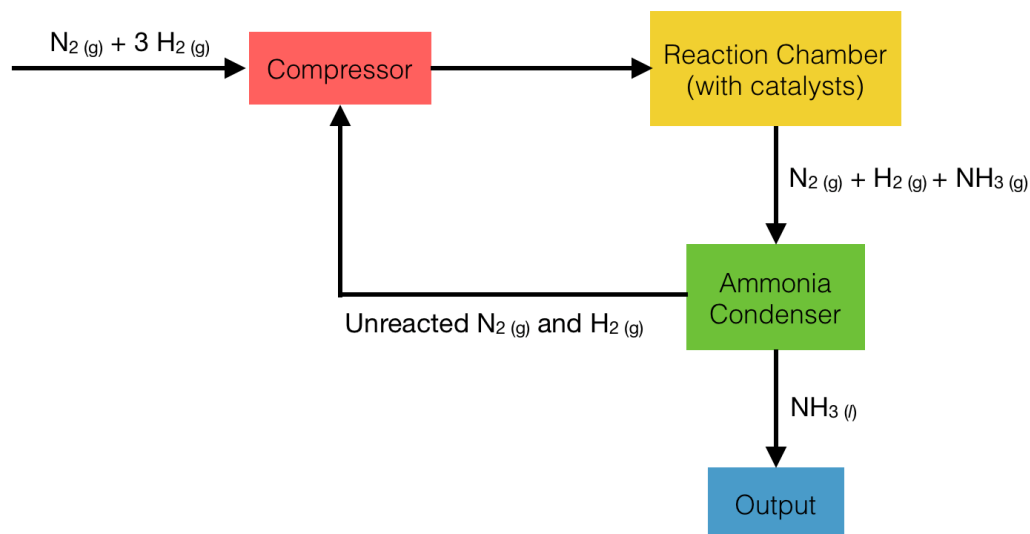 N₂ (g) + 3 H₂ (g)
Compressor
Reaction Chamber
(with catalysts)
N₂ (g) + H₂ (g) + NH₃ (g)
Ammonia
Condenser
Unreacted N₂ (g) and H₂ (g)
NH₃ (l)
Output